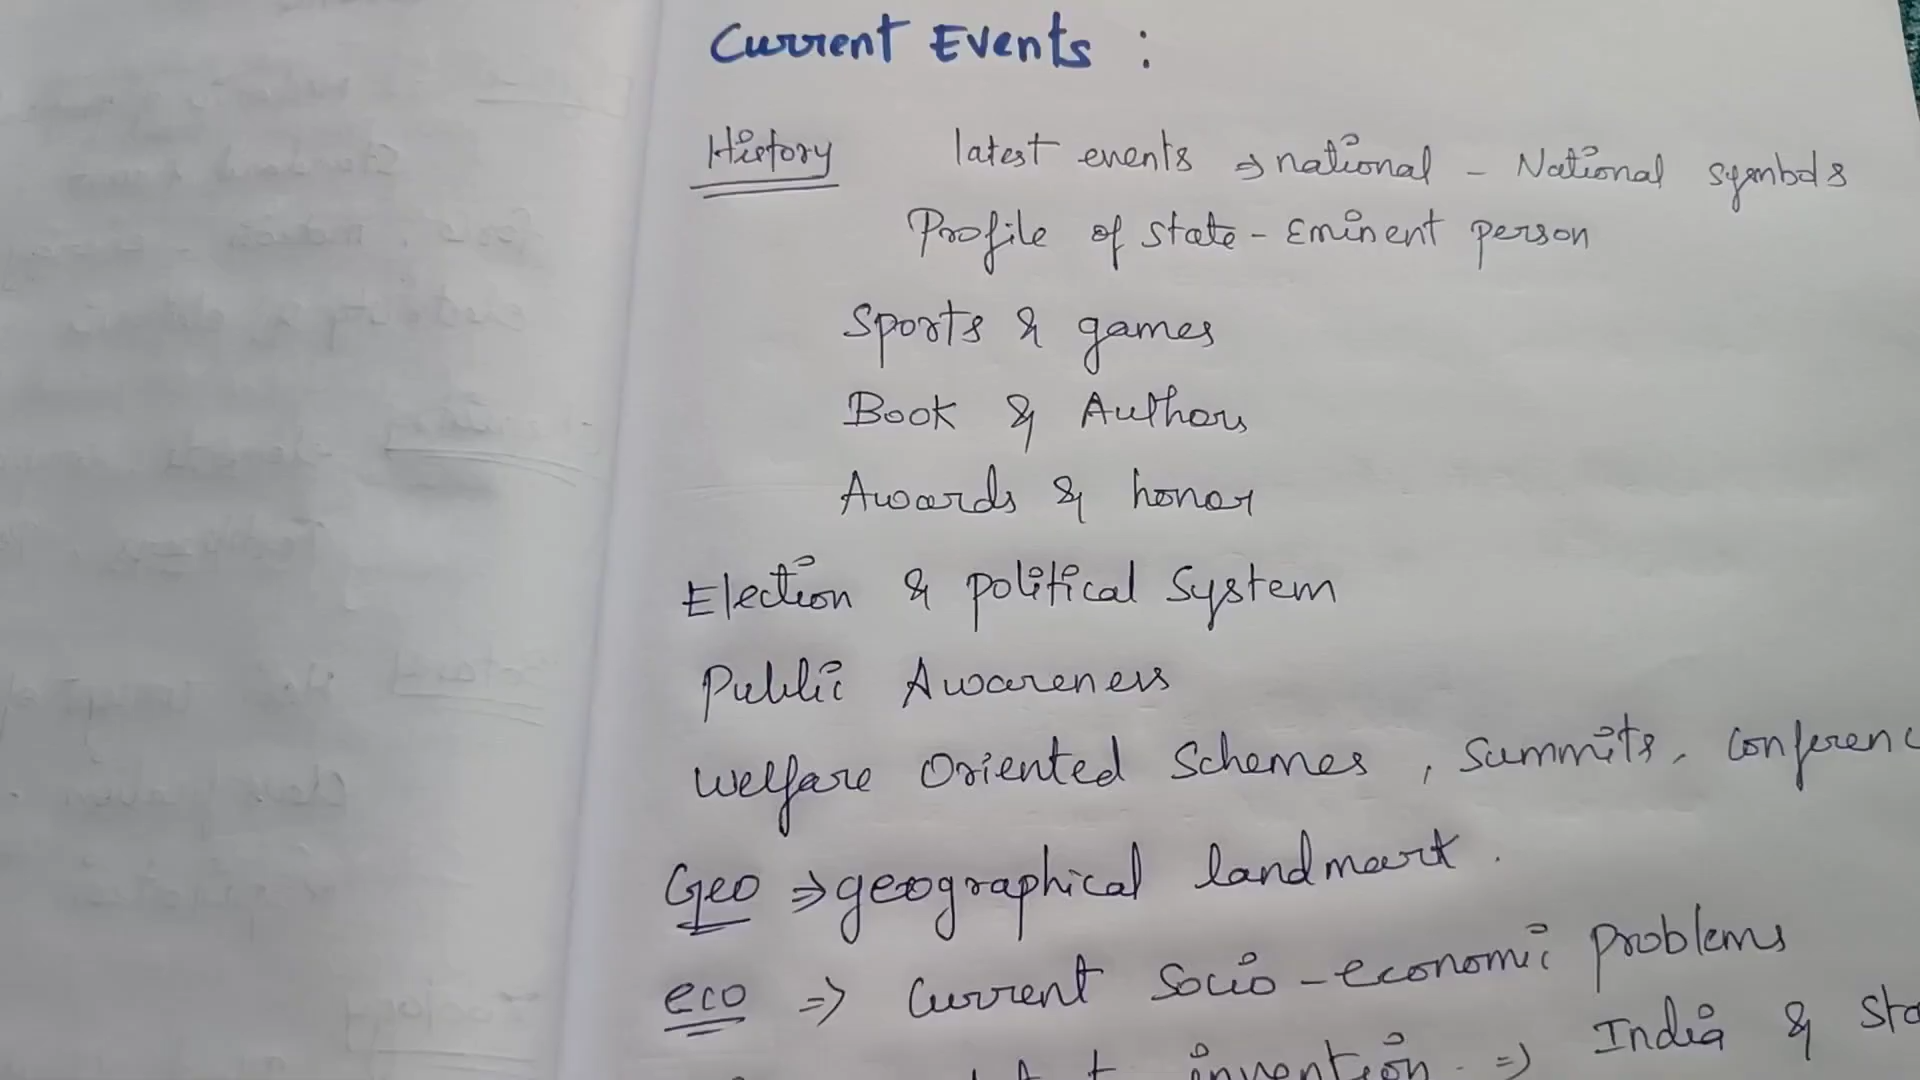 Current Events :
History latest events ⇒ national - National symbols
Profile of state - Eminent person
Sports & games
Book & Authors
Awards & honor
Election & political System
Public Awareness
Welfare Oriented Schemes , Summits, Conferenc
Geo ⇒ geographical landmark .
eco ⇒ Current Socio - economic problems
invention . ⇒ India & Sta